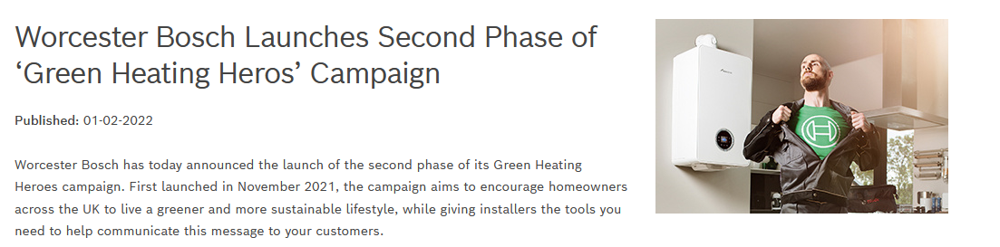 Worcester Bosch Launches Second Phase of
‘Green Heating Heros’ Campaign
Published: 01-02-2022
Worcester Bosch has today announced the launch of the second phase of its Green Heating
Heroes campaign. First launched in November 2021, the campaign aims to encourage homeowners
across the UK to live a greener and more sustainable lifestyle, while giving installers the tools you
need to help communicate this message to your customers.